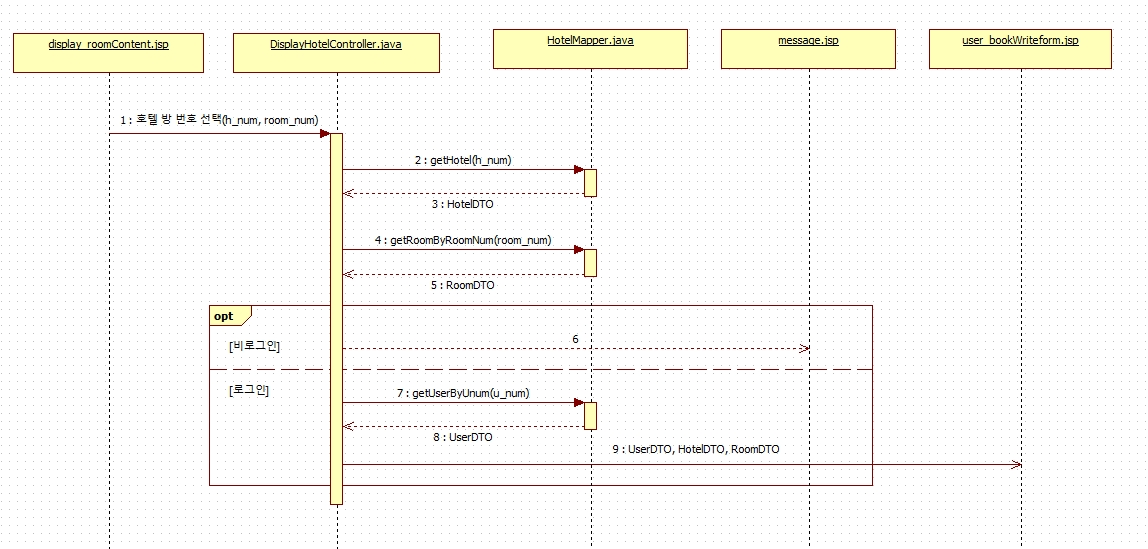 display_roomContent.jsp
DisplayHotelController.java
HotelMapper.java
message.jsp
user_bookWriteform.jsp
1 : 호텔 방 번호 선택(h_num, room_num)
2 : getHotel(h_num)
3 : HotelDTO
4 : getRoomByRoomNum(room_num)
5 : RoomDTO
opt
6
[비로그인]
[로그인]
7 : getUserByUnum(u_num)
8 : UserDTO
9 : UserDTO, HotelDTO, RoomDTO